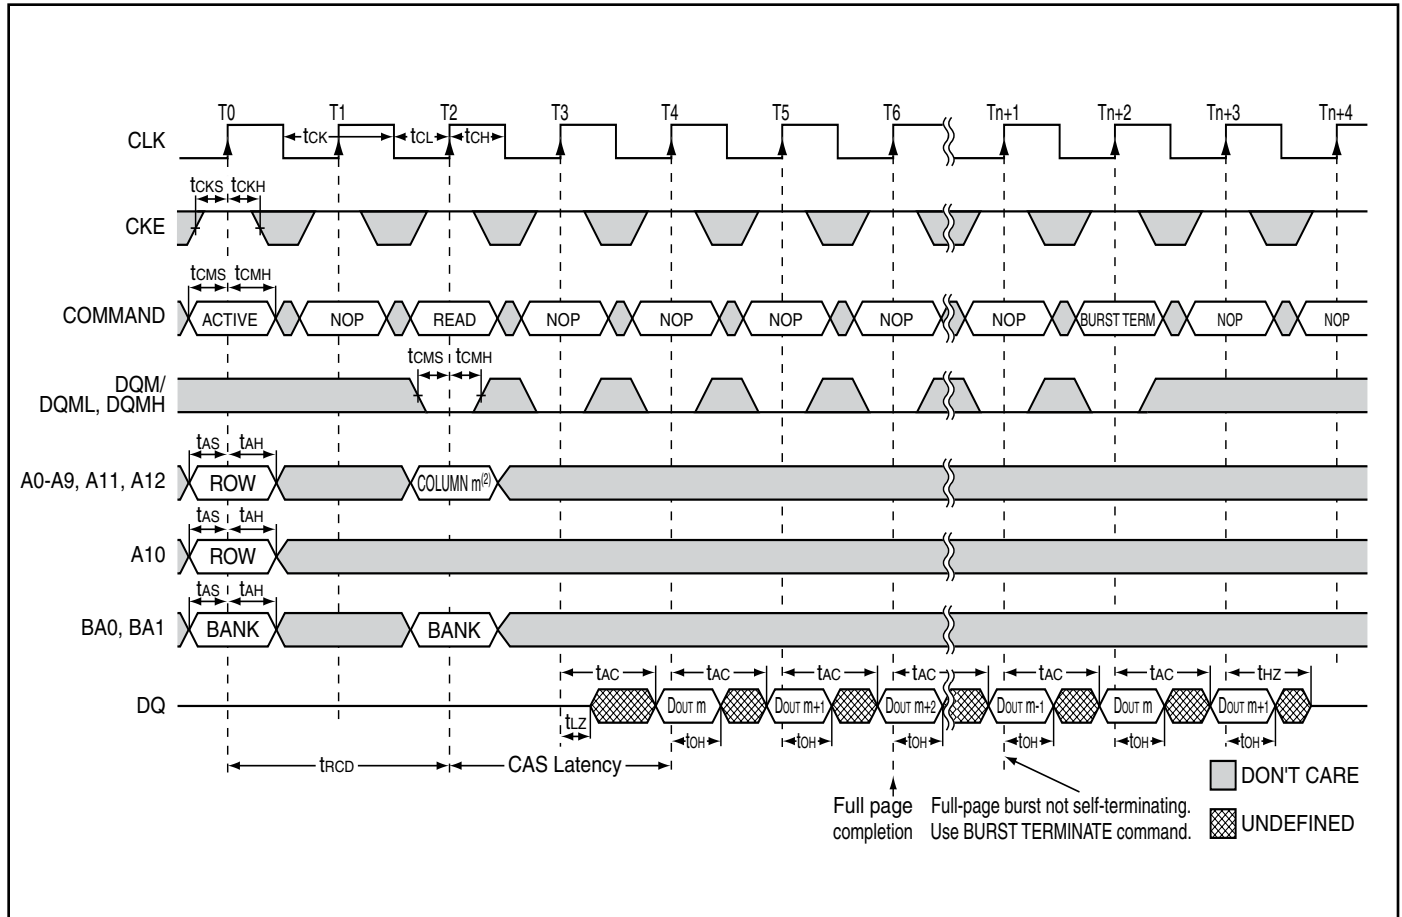 T0 T1 T2 T3 T4 T5 T6 Tn+1 Tn+2 Tn+3 Tn+4
CLK tCK tCL tCH
tCKS tCKH
CKE
tCMS tCMH
COMMAND ACTIVE NOP READ NOP NOP NOP NOP NOP BURST TERM NOP NOP
tCMS tCMH
DQM/
DQML, DQMH
tAS tAH
A0-A9, A11, A12 ROW COLUMN m(2)
tAS tAH
A10 ROW
tAS tAH
BA0, BA1 BANK BANK
tAC tAC tAC tAC tAC tAC tHZ
DQ DOUT m DOUT m+1 DOUT m+2 DOUT m-1 DOUT m DOUT m+1
tLZ tOH tOH tOH tOH tOH tOH
tRCD CAS Latency
DON'T CARE
Full page
completion
Full-page burst not self-terminating.
Use BURST TERMINATE command.
UNDEFINED